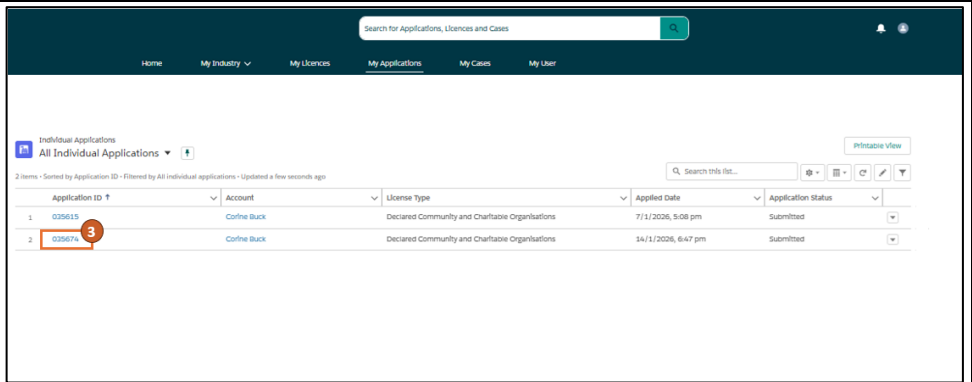 Search for Applications, Licences and Cases
Home My Industry My Licences My Applications My Cases My User
Individual Applications
All Individual Applications
Printable View
2 items • Sorted by Application ID • Filtered by All individual applications • Updated a few seconds ago
Search this list...
Application ID ↑ Account License Type Applied Date Application Status
1 035615 Corine Buck Declared Community and Charitable Organisations 7/1/2026, 5:08 pm Submitted
2 035674 Corine Buck Declared Community and Charitable Organisations 14/1/2026, 6:47 pm Submitted
3